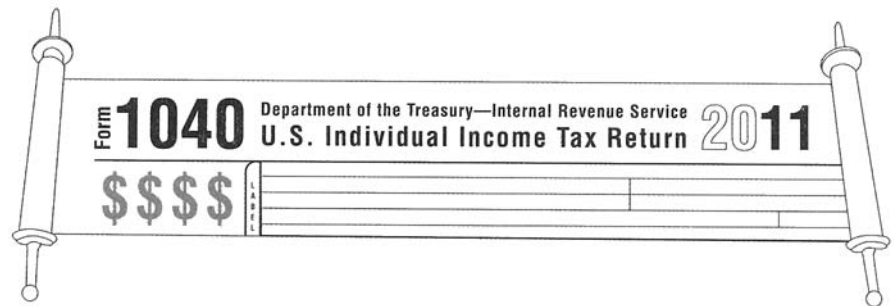 Form 1040 Department of the Treasury—Internal Revenue Service
U.S. Individual Income Tax Return 2011
$$$$ LABEL